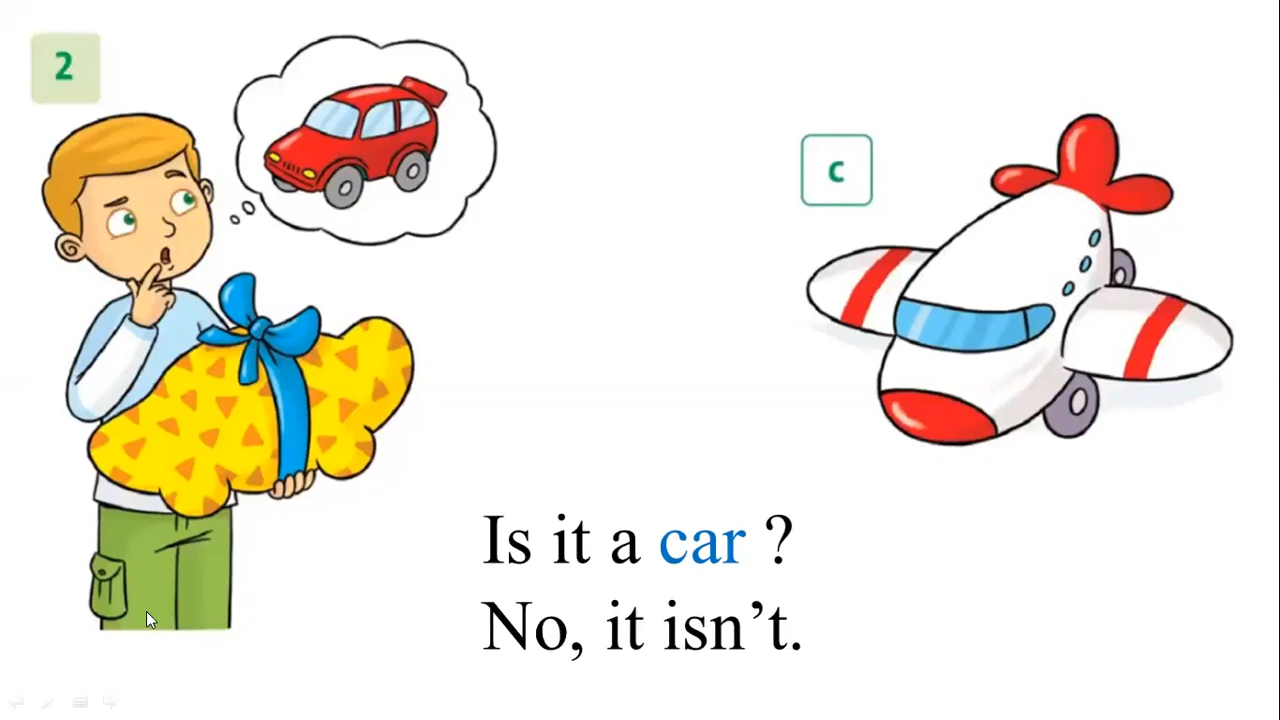 2
c
Is it a car ?
No, it isn’t.